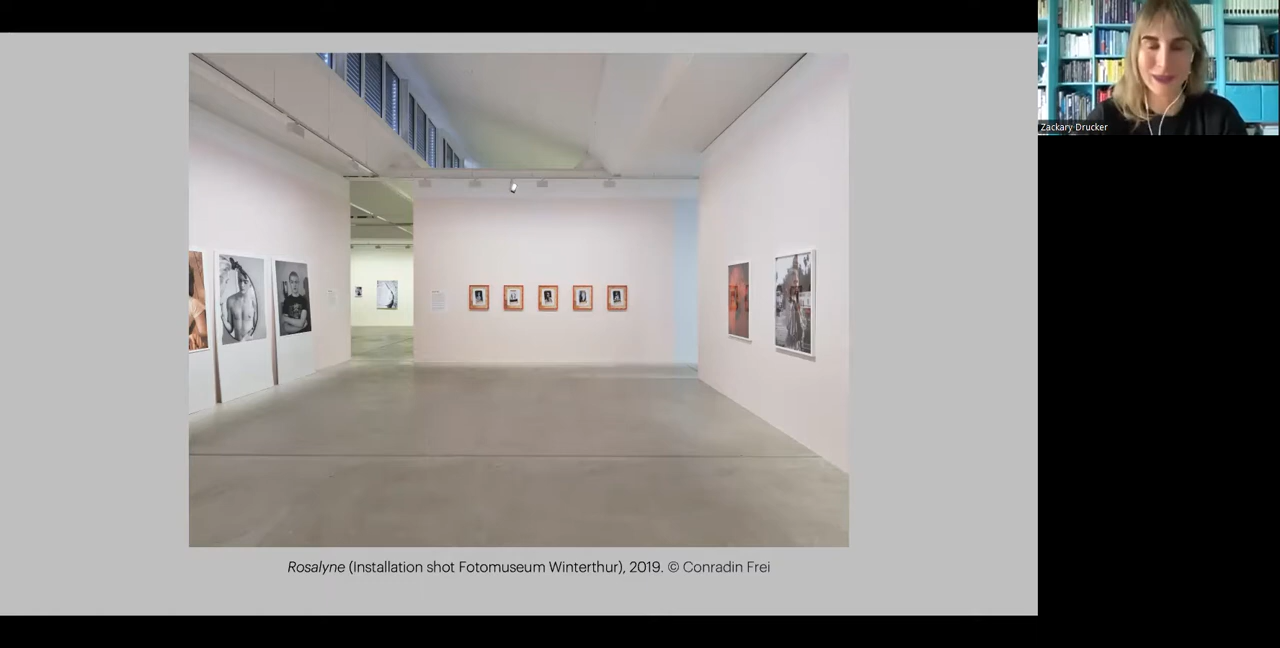 Zackary Drucker
Rosalyne (Installation shot Fotomuseum Winterthur), 2019. © Conradin Frei